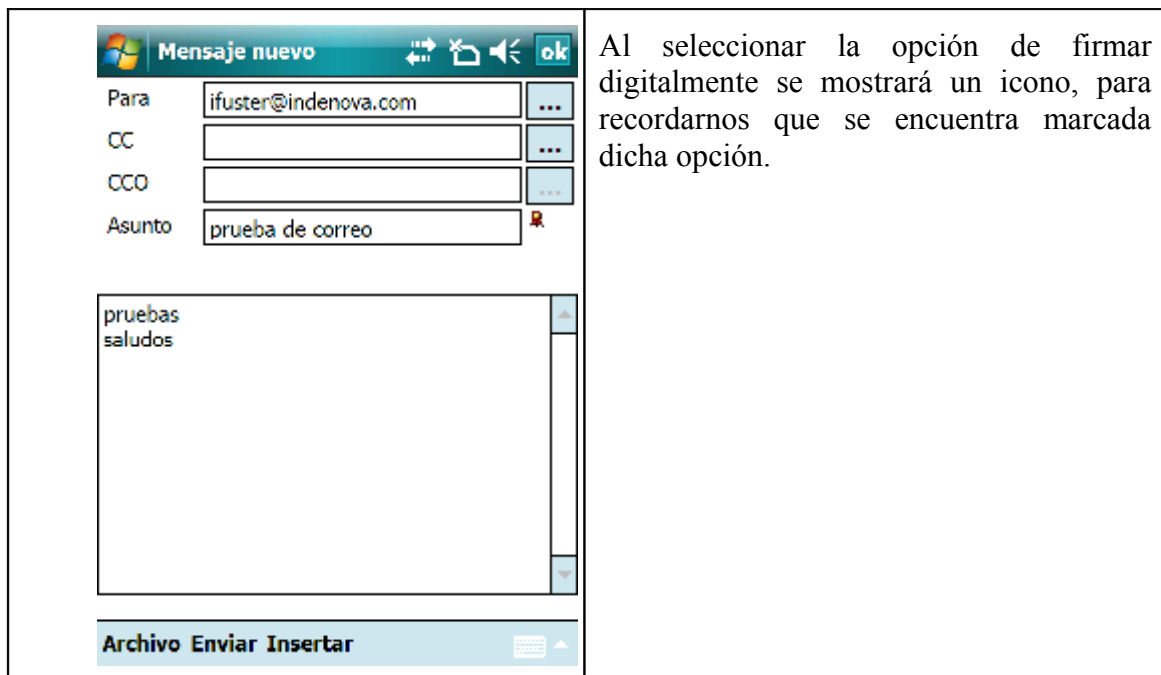 Mensaje nuevo ok
Para ifuster@indenova.com ...
CC ...
CCO ...
Asunto prueba de correo
pruebas
saludos
Archivo Enviar Insertar
Al seleccionar la opción de firmar
digitalmente se mostrará un icono, para
recordarnos que se encuentra marcada
dicha opción.